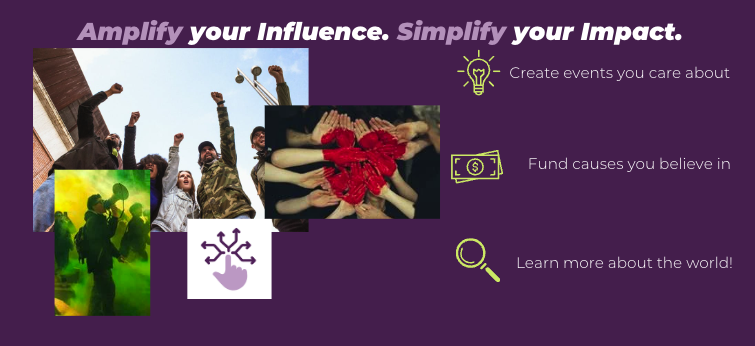 Amplify your Influence. Simplify your Impact.
Create events you care about
Fund causes you believe in
Learn more about the world!